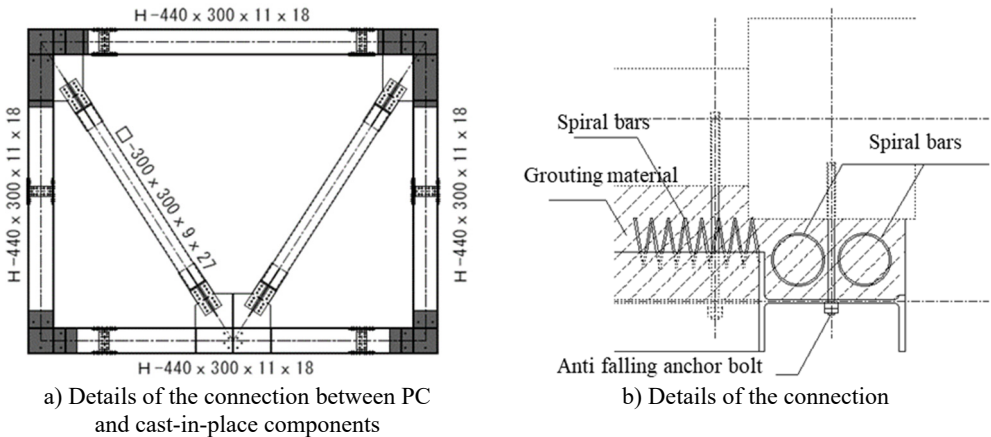 H-440 x 300 x 11 x 18
H-440 x 300 x 11 x 18
□-300 x 300 x 9 x 27
H-440 x 300 x 11 x 18
H-440 x 300 x 11 x 18
a) Details of the connection between PC
and cast-in-place components
Spiral bars
Spiral bars
Grouting material
Anti falling anchor bolt
b) Details of the connection